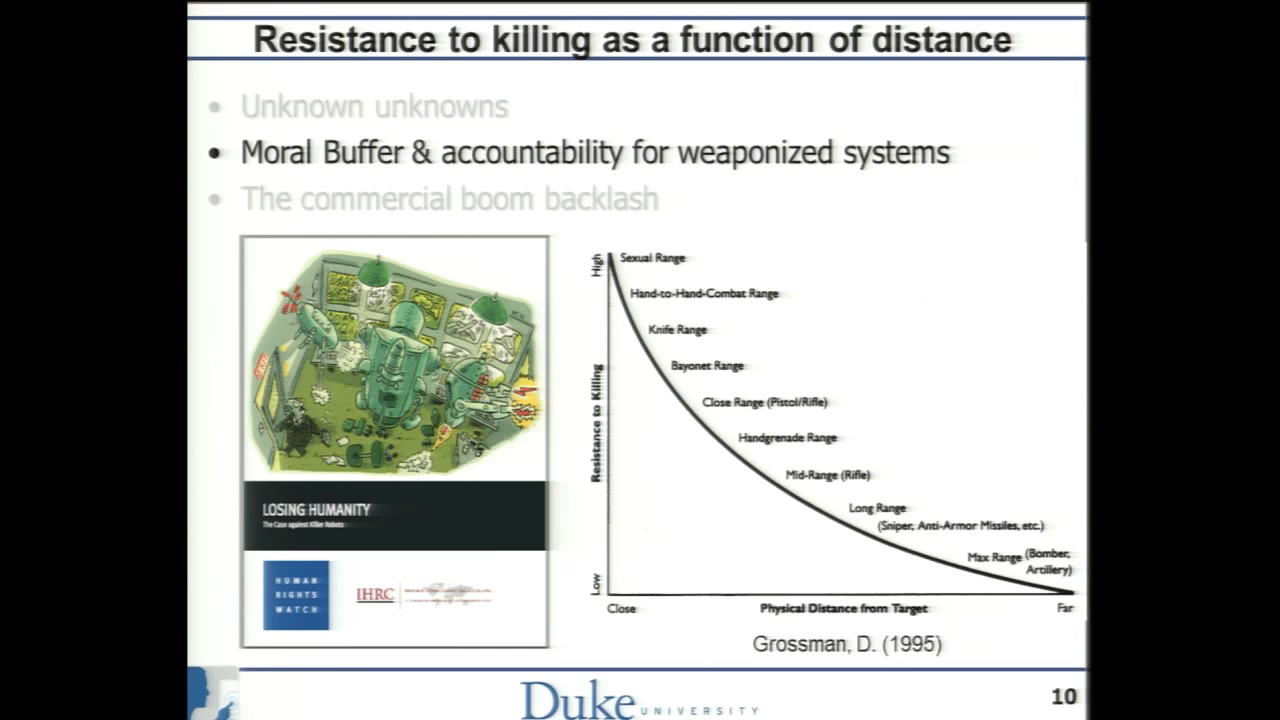 Resistance to killing as a function of distance
• Unknown unknowns
• Moral Buffer & accountability for weaponized systems
• The commercial boom backlash
LOSING HUMANITY
The Case against Killer Robots
HUMAN
RIGHTS
WATCH
IHRC
High
Resistance to Killing
Low
Sexual Range
Hand-to-Hand-Combat Range
Knife Range
Bayonet Range
Close Range (Pistol/Rifle)
Handgrenade Range
Mid-Range (Rifle)
Long Range
(Sniper, Anti-Armor Missiles, etc.)
Max Range (Bomber,
Artillery)
Close
Physical Distance from Target
Far
Grossman, D. (1995)
Duke UNIVERSITY
10